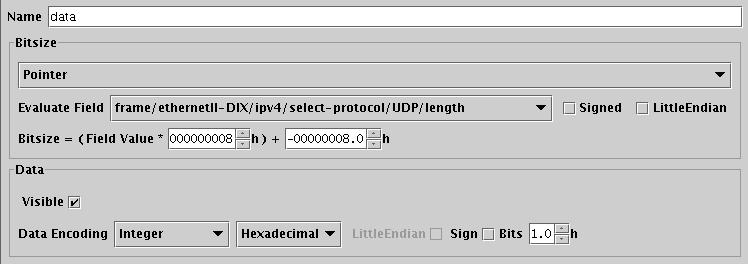 Name data
Bitsize
Pointer
Evaluate Field frame/ethernetII-DIX/ipv4/select-protocol/UDP/length Signed LittleEndian
Bitsize = ( Field Value * 000000008 h ) + -00000008.0 h
Data
Visible
Data Encoding Integer Hexadecimal LittleEndian Sign Bits 1.0 h